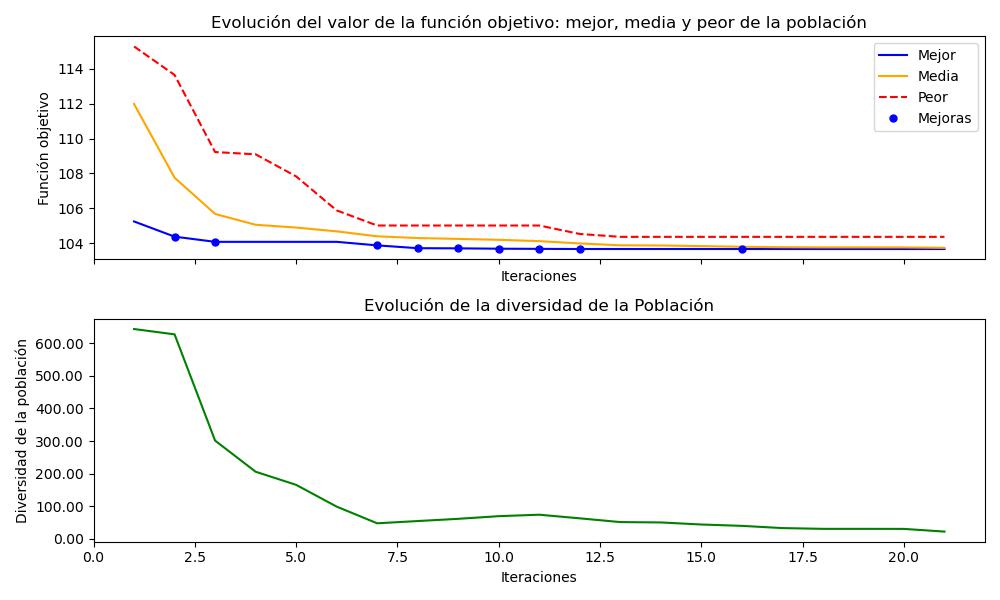 Evolución del valor de la función objetivo: mejor, media y peor de la población
Función objetivo
114
112
110
108
106
104
Mejor
Media
Peor
Mejoras
Iteraciones
Evolución de la diversidad de la Población
Diversidad de la población
600.00
500.00
400.00
300.00
200.00
100.00
0.00
0.0 2.5 5.0 7.5 10.0 12.5 15.0 17.5 20.0
Iteraciones